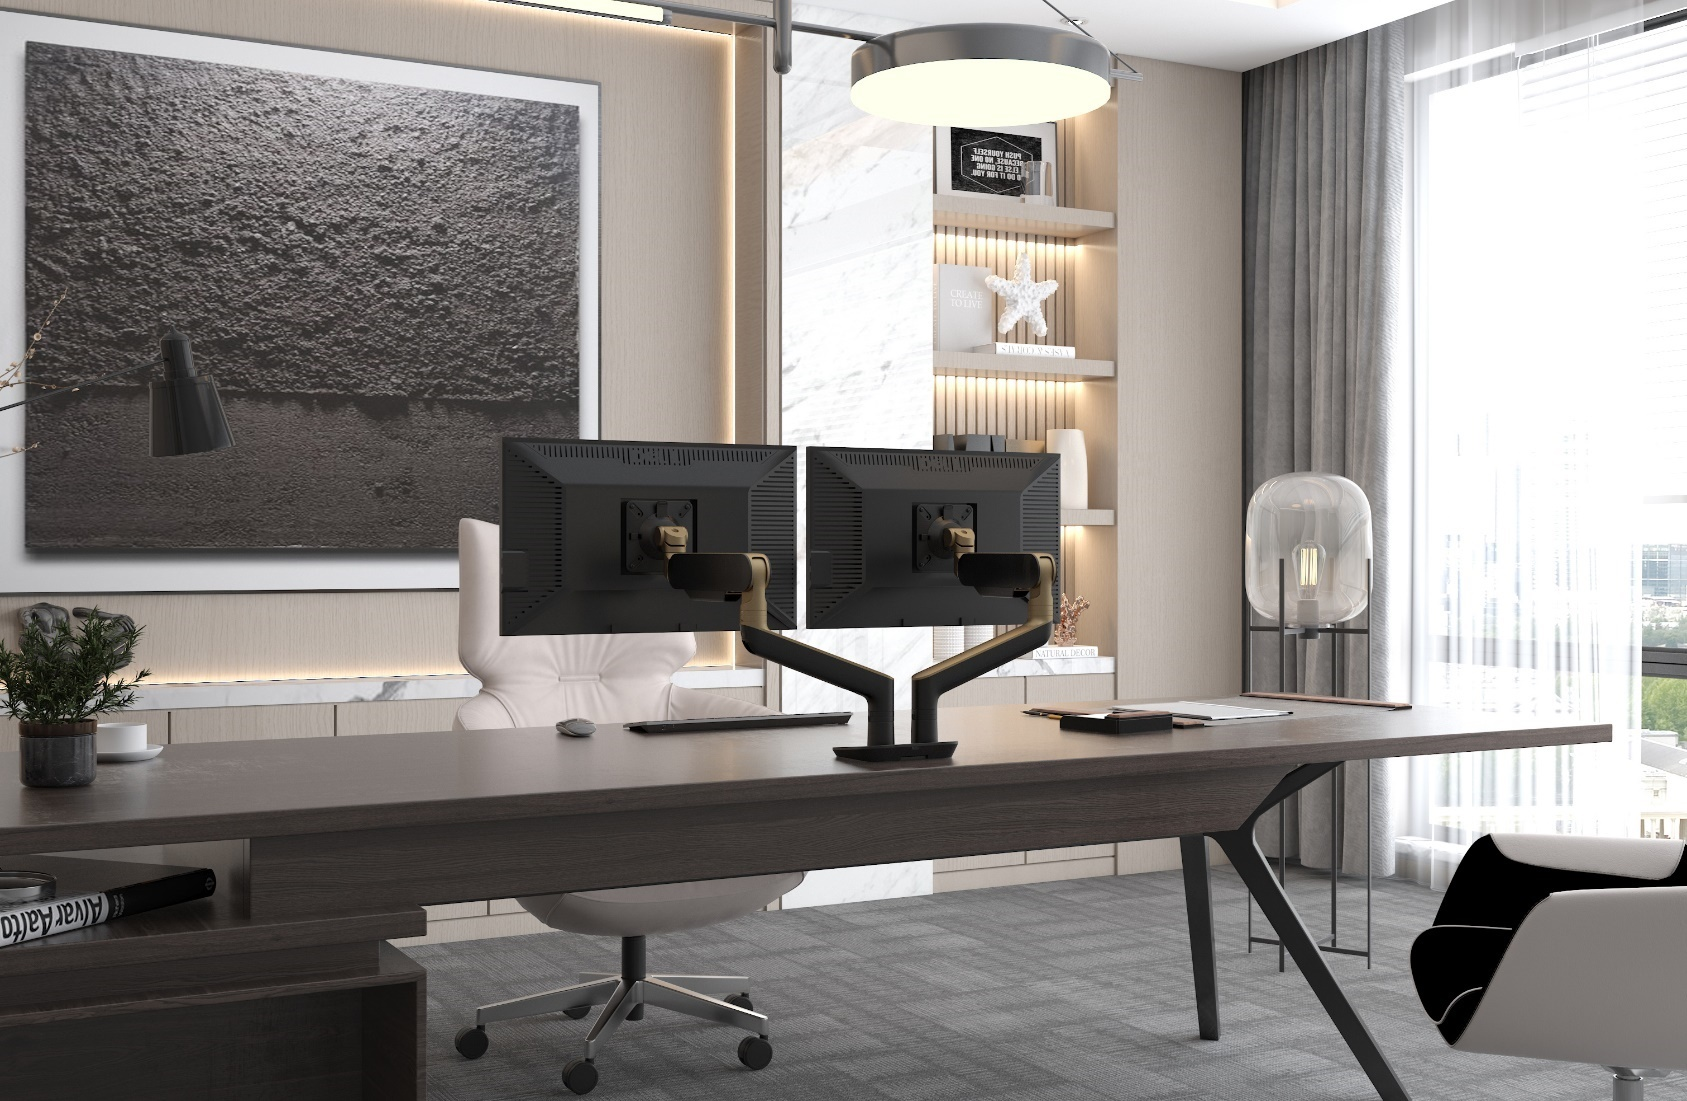 PUSH YOURSELF
BECAUSE, NO ONE
ELSE IS GOING
TO DO IT FOR YOU.
CREATE
TO LIVE
NATURAL DECOR
Alvar Aalto